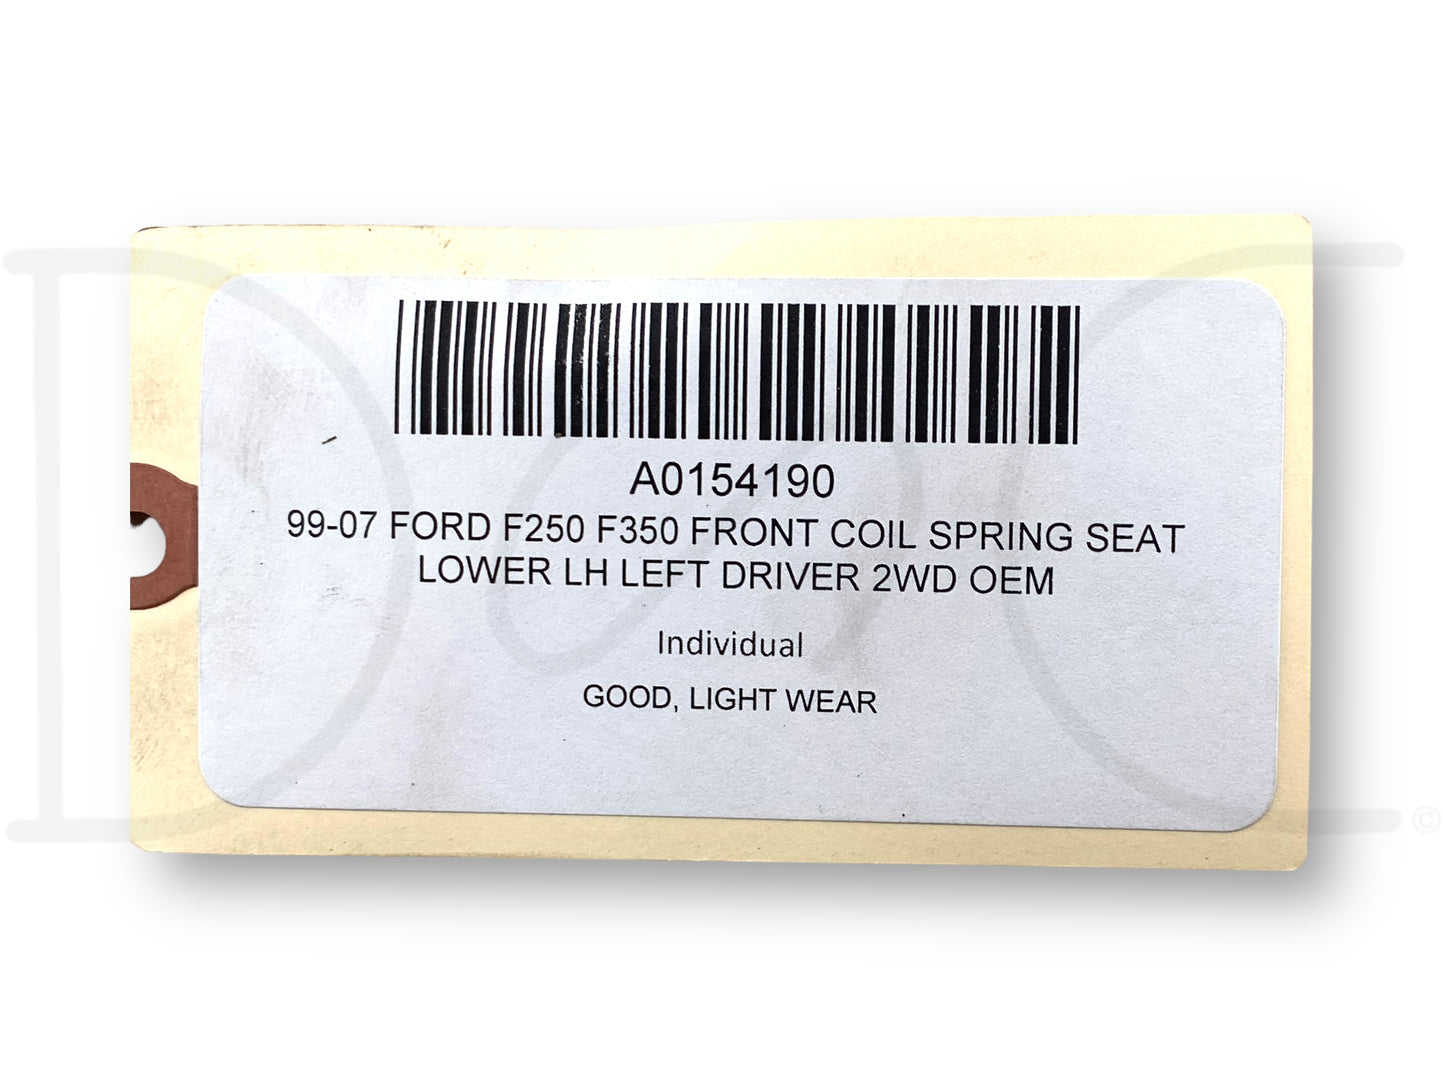 A0154190
99-07 FORD F250 F350 FRONT COIL SPRING SEAT
LOWER LH LEFT DRIVER 2WD OEM
Individual
GOOD, LIGHT WEAR
©